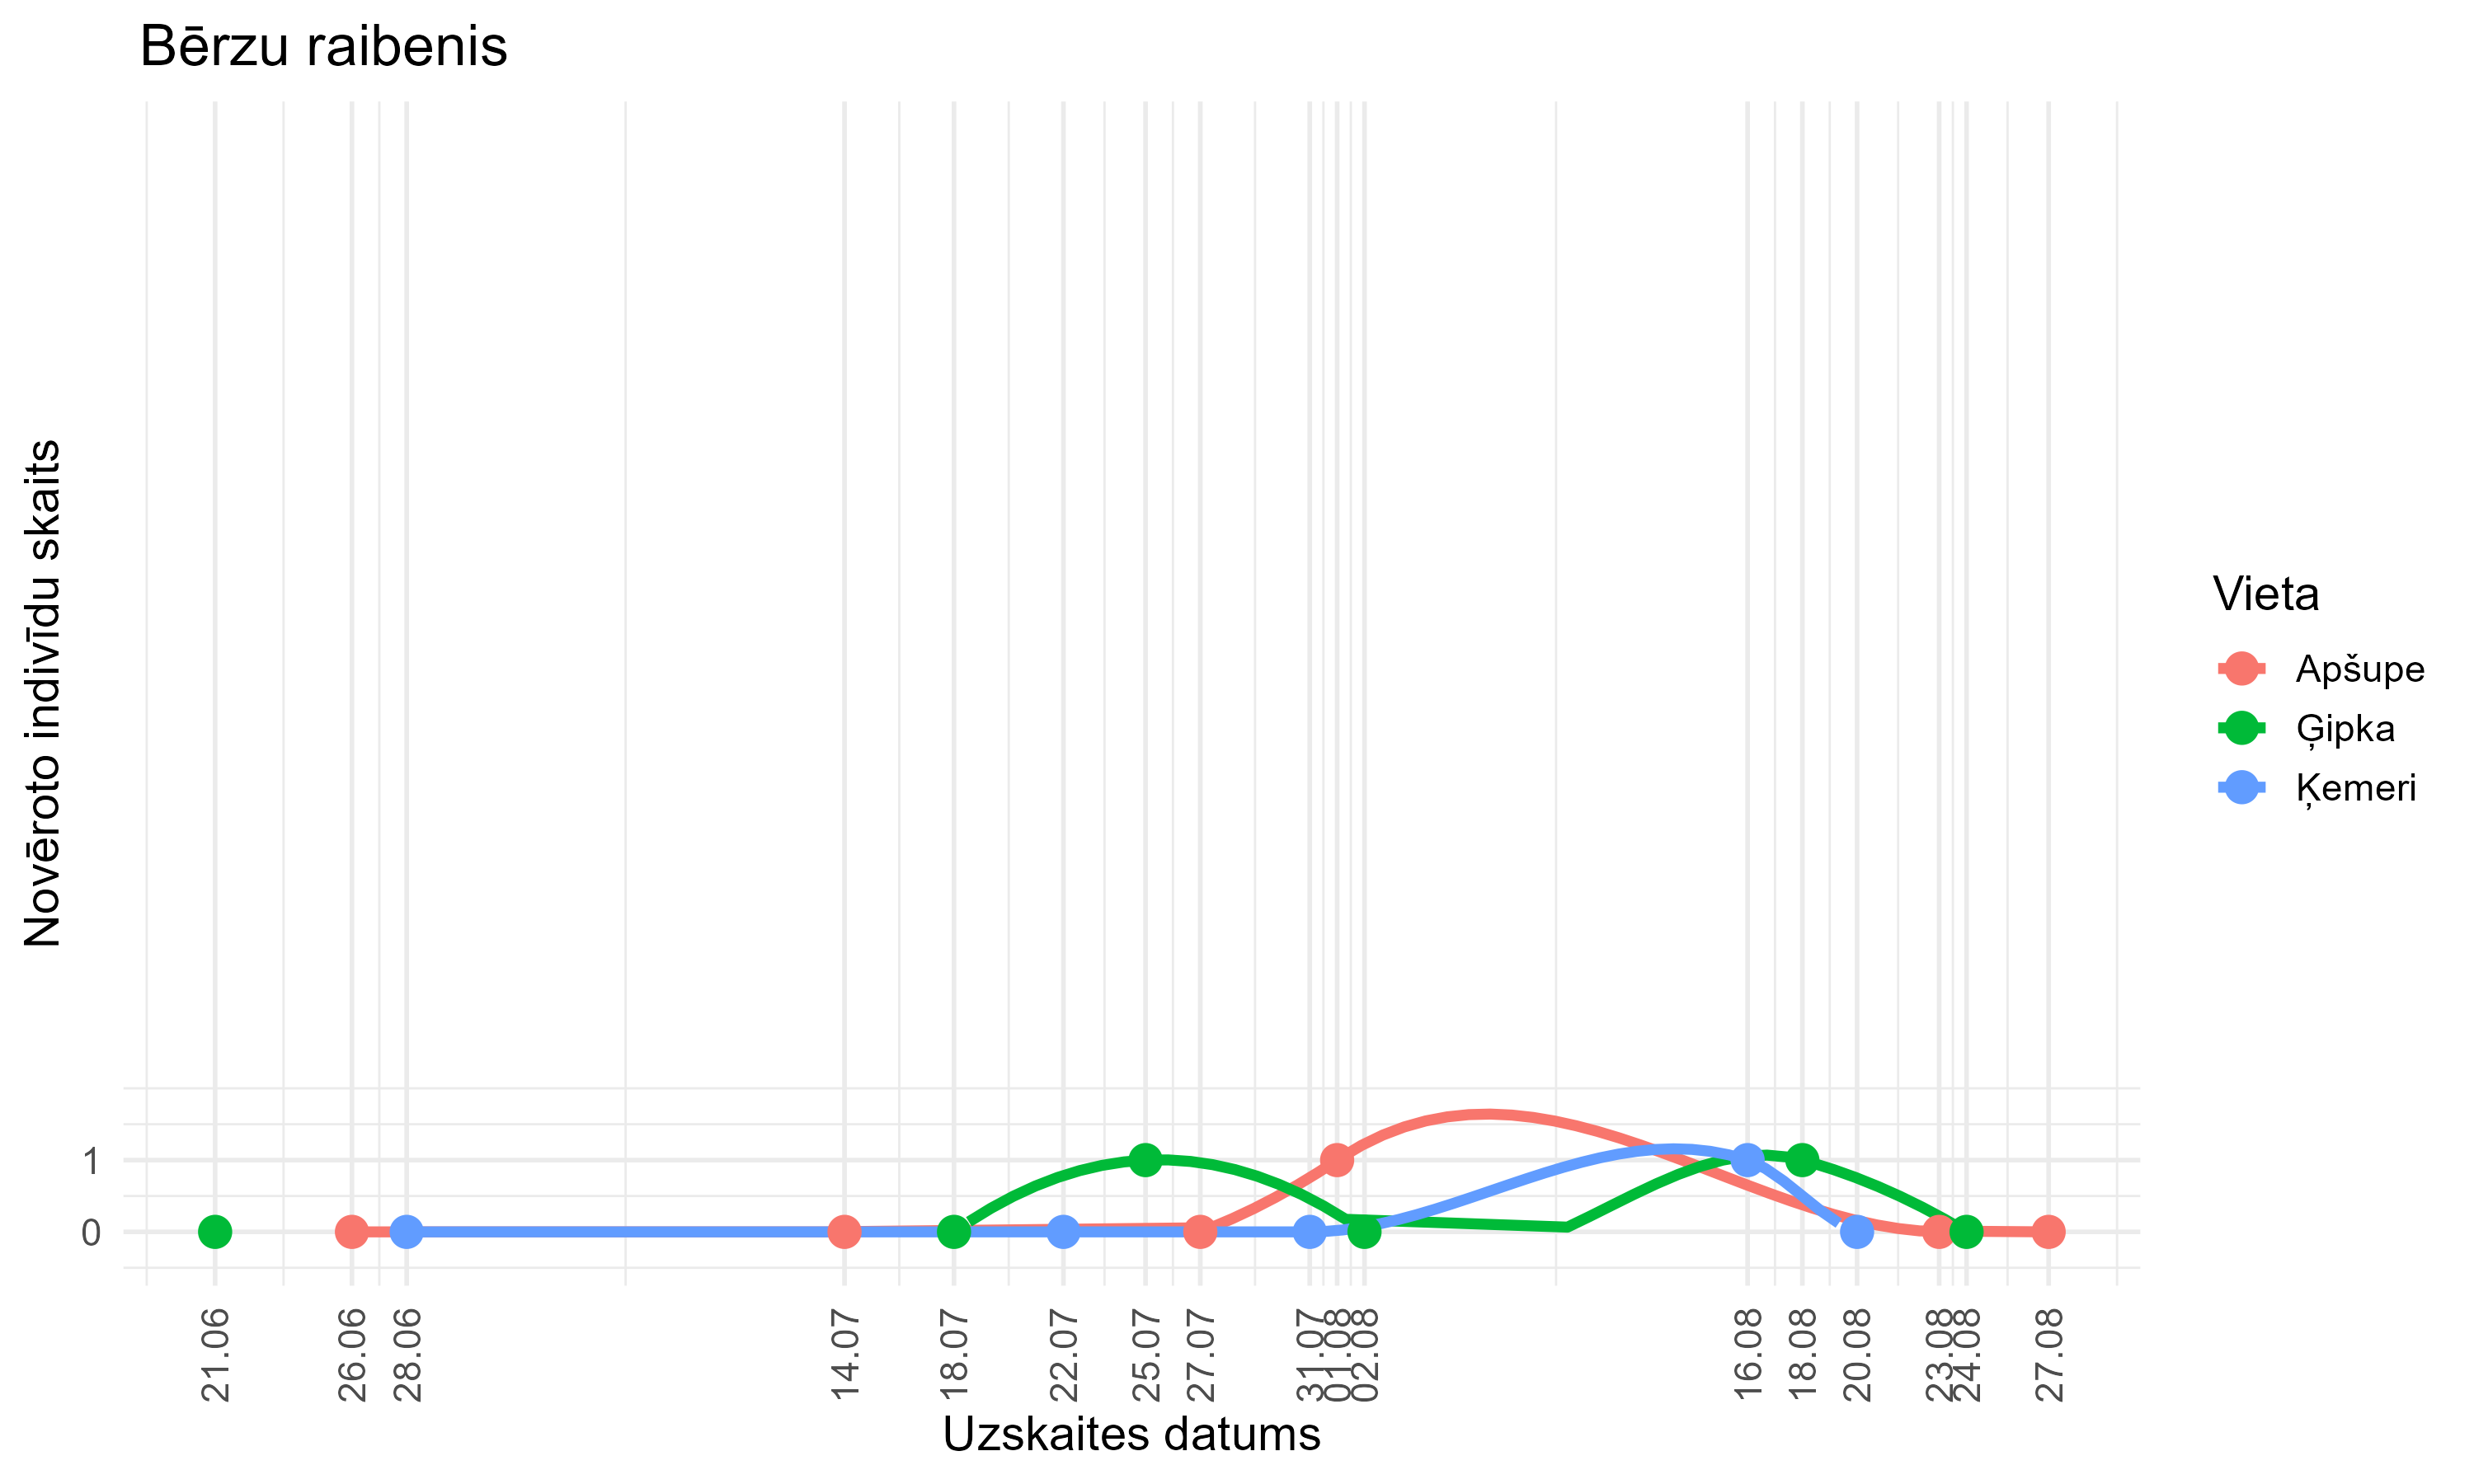 Bērzu raibenis
Novēroto indivīdu skaits
1
0
21.06
26.06
28.06
14.07
18.07
22.07
25.07
27.07
31.07
01.08
02.08
16.08
18.08
20.08
23.08
24.08
27.08
Uzskaites datums
Vieta
Apšupe
Ģipka
Ķemeri